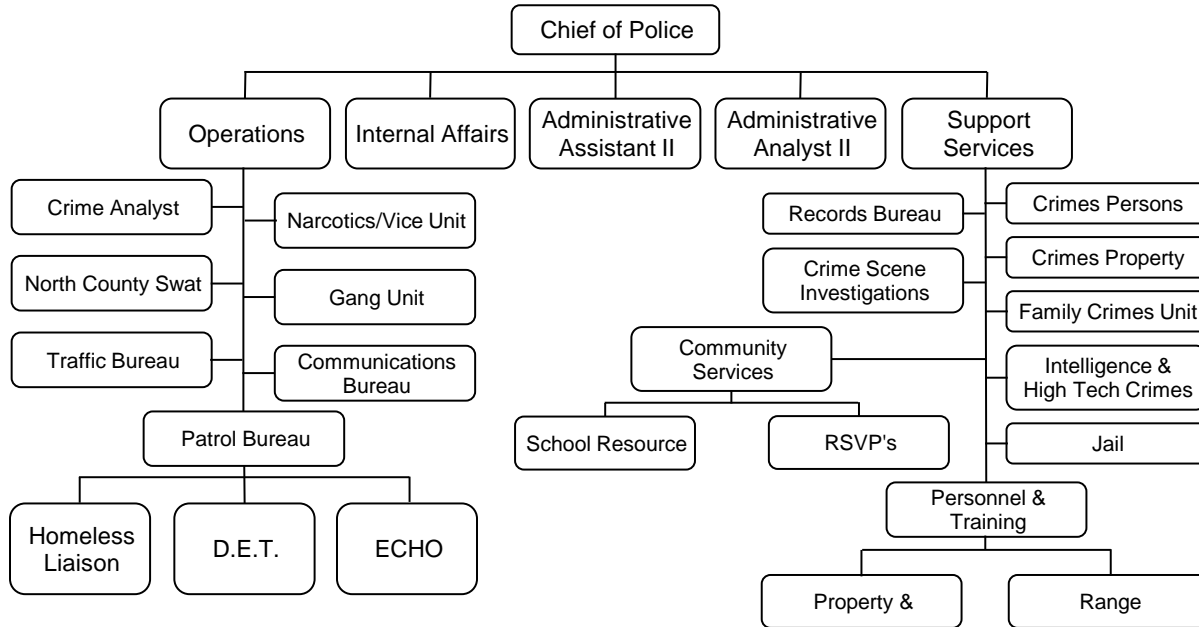 Chief of Police
Operations
Internal Affairs
Administrative
Assistant II
Administrative
Analyst II
Support
Services
Crime Analyst
Narcotics/Vice Unit
North County Swat
Gang Unit
Traffic Bureau
Communications
Bureau
Patrol Bureau
Homeless
Liaison
D.E.T.
ECHO
Records Bureau
Crimes Persons
Crime Scene
Investigations
Crimes Property
Family Crimes Unit
Community
Services
Intelligence &
High Tech Crimes
School Resource
RSVP's
Jail
Personnel &
Training
Property &
Range